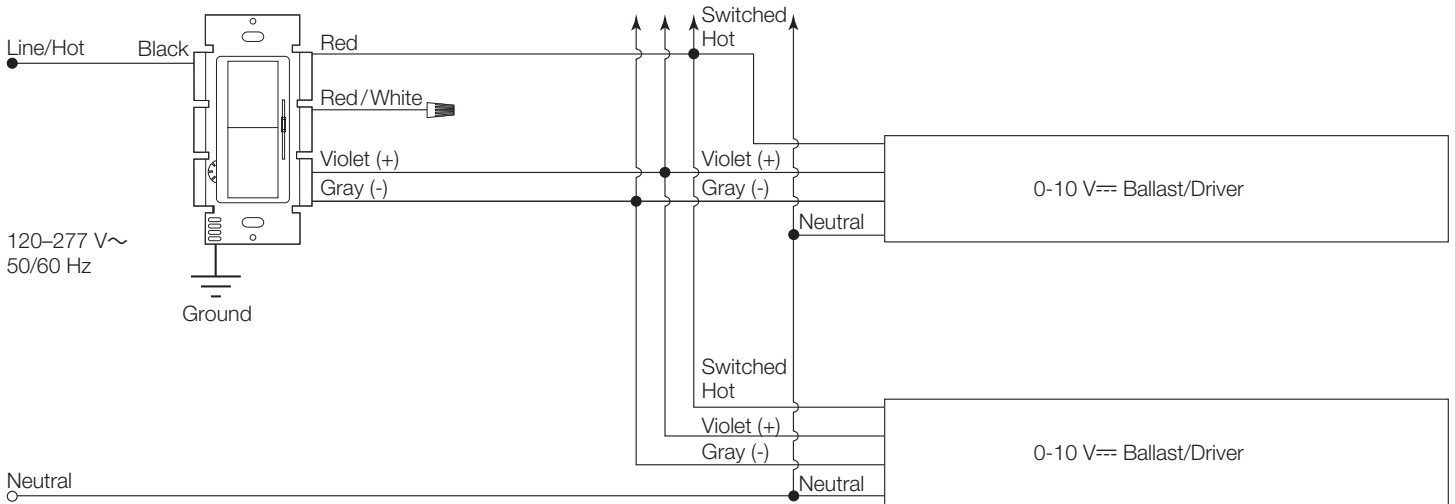 Line/Hot
Black
Red
Switched
Hot
Red/White
Violet (+)
Gray (-)
Violet (+)
Gray (-)
Neutral
0-10 V⎓ Ballast/Driver
120–277 V~
50/60 Hz
Ground
Switched
Hot
Violet (+)
Gray (-)
Neutral
0-10 V⎓ Ballast/Driver
Neutral